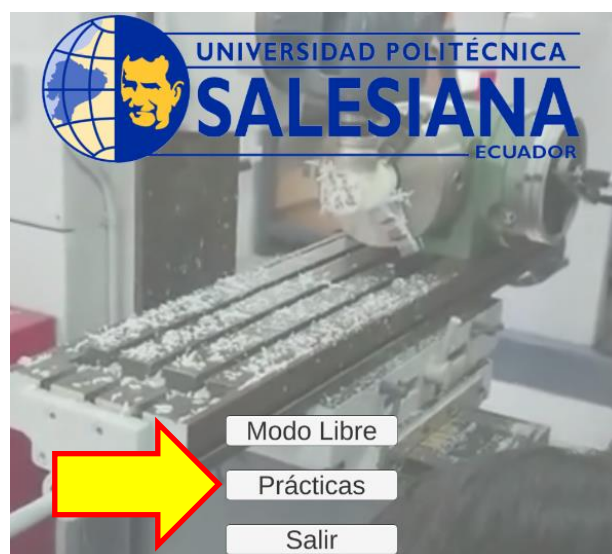 UNIVERSIDAD POLITÉCNICA
SALESIANA
ECUADOR
Modo Libre
Prácticas
Salir